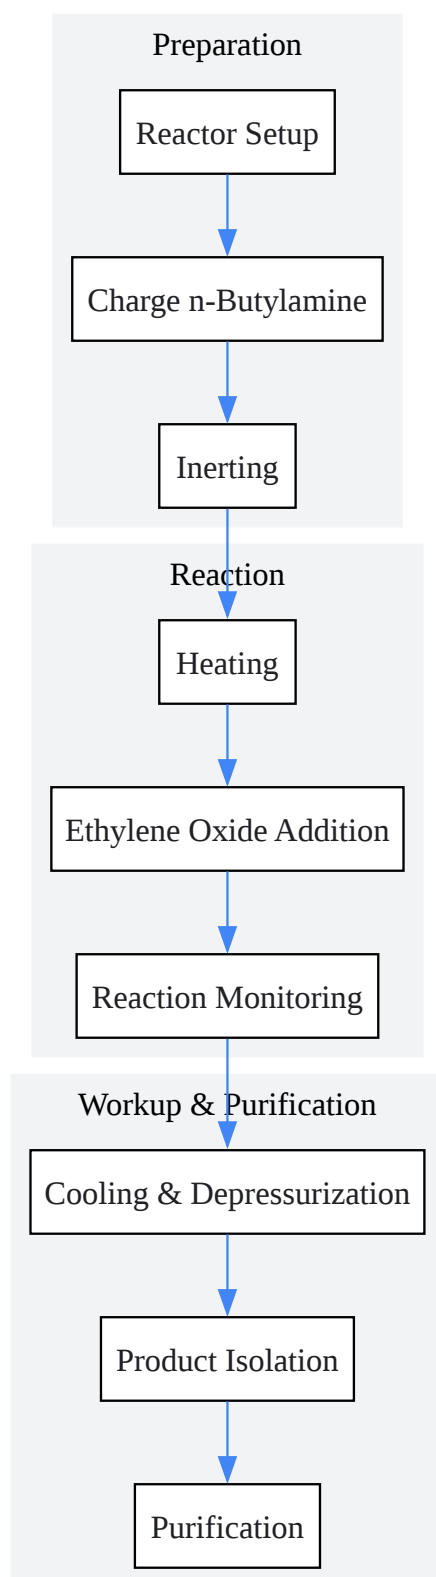 Preparation
Reactor Setup
Charge n-Butylamine
Inerting
Reaction
Heating
Ethylene Oxide Addition
Reaction Monitoring
Workup & Purification
Cooling & Depressurization
Product Isolation
Purification